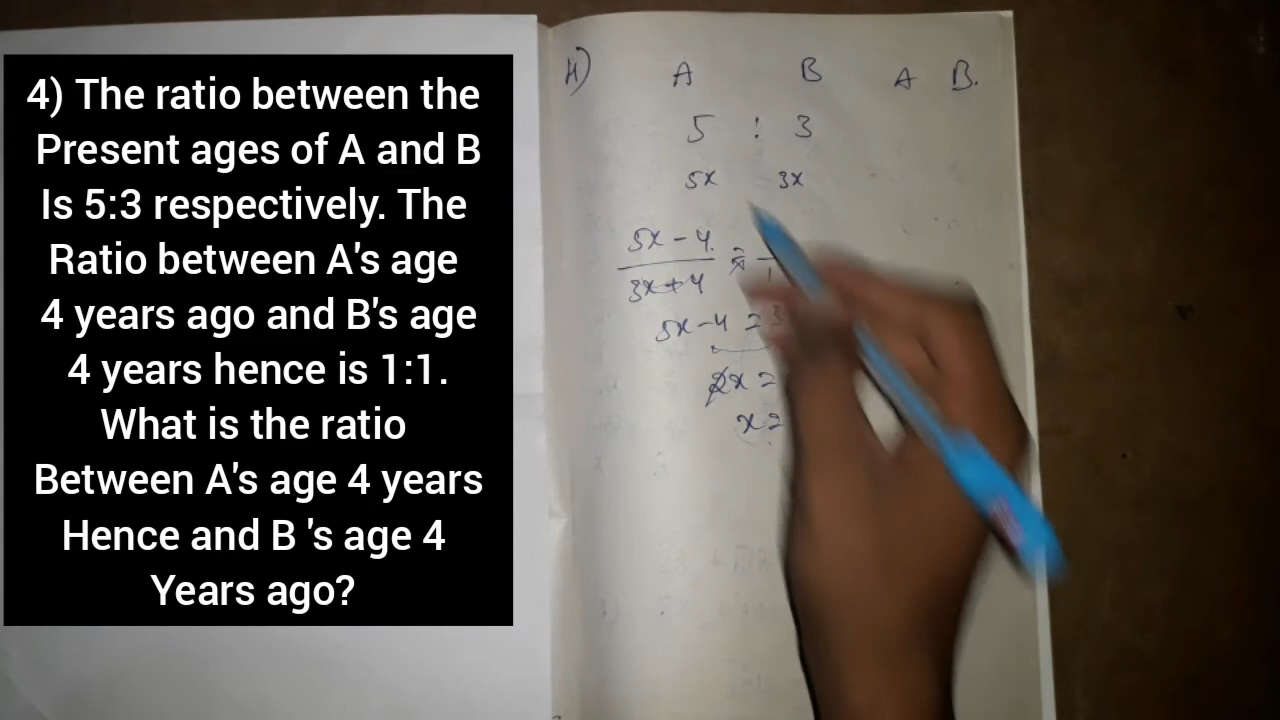 4) The ratio between the
Present ages of A and B
Is 5:3 respectively. The
Ratio between A's age
4 years ago and B's age
4 years hence is 1:1.
What is the ratio
Between A's age 4 years
Hence and B 's age 4
Years ago?
4) A B A B.
5 : 3
5x 3x
5x - 4
3x+4
5x-4 = 3
2x =
x =